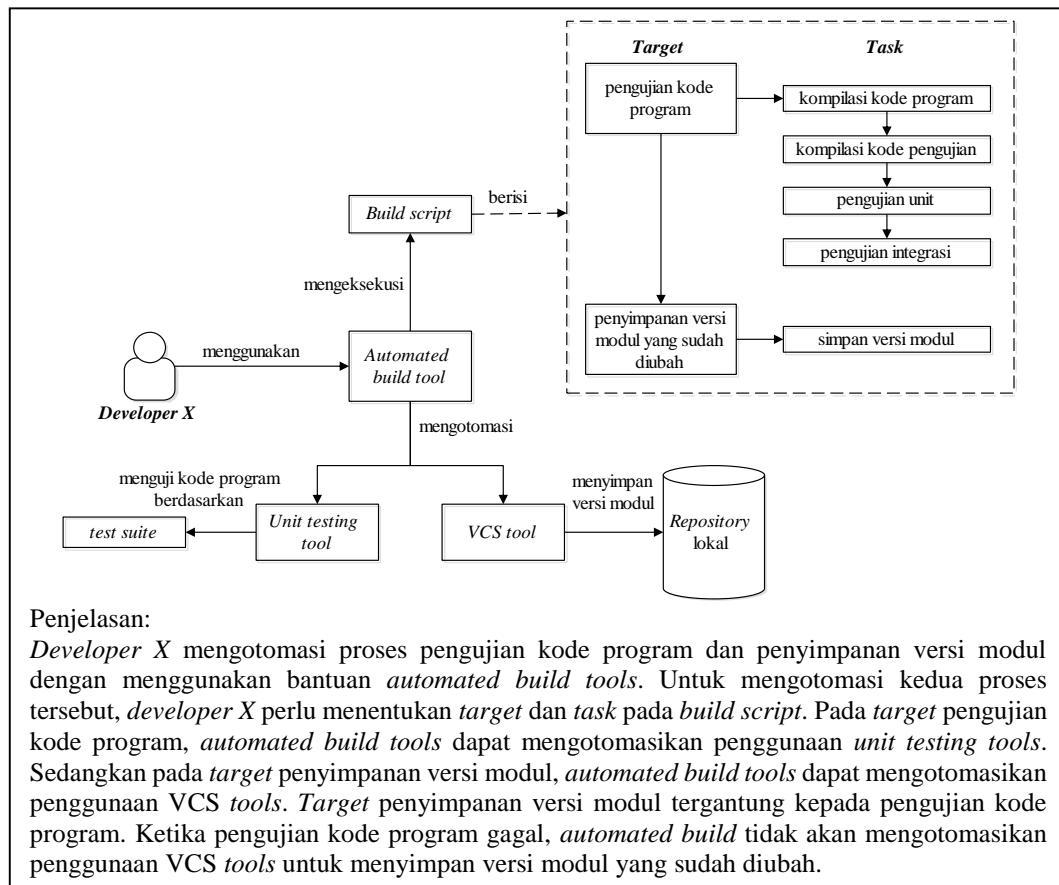 Target
Task
pengujian kode
program
kompilasi kode program
kompilasi kode pengujian
pengujian unit
pengujian integrasi
berisi
Build script
mengeksekusi
penyimpanan versi
modul yang sudah
diubah
simpan versi modul
menggunakan
Automated
build tool
Developer X
mengotomasi
menguji kode program
berdasarkan
menyimpan
versi modul
test suite
Unit testing
tool
VCS tool
Repository
lokal
Penjelasan:
Developer X mengotomasi proses pengujian kode program dan penyimpanan versi modul
dengan menggunakan bantuan automated build tools. Untuk mengotomasi kedua proses
tersebut, developer X perlu menentukan target dan task pada build script. Pada target pengujian
kode program, automated build tools dapat mengotomasikan penggunaan unit testing tools.
Sedangkan pada target penyimpanan versi modul, automated build tools dapat mengotomasikan
penggunaan VCS tools. Target penyimpanan versi modul tergantung kepada pengujian kode
program. Ketika pengujian kode program gagal, automated build tidak akan mengotomasikan
penggunaan VCS tools untuk menyimpan versi modul yang sudah diubah.